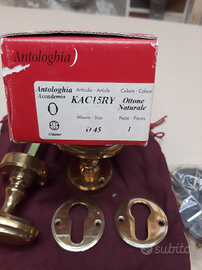 Antologhia
Antologhia
Accademia
O
Articolo - Article
KAC15RY
Misura - Size
O 45
Colore - Colour
Ottone
Naturale
Pezzi - Pieces
1
subito